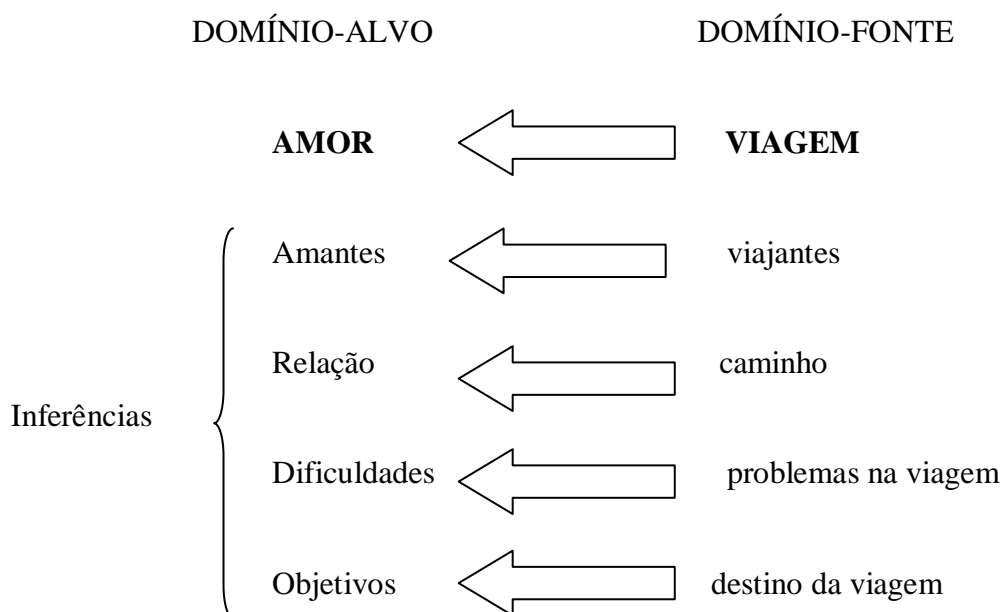 DOMÍNIO-ALVO DOMÍNIO-FONTE
AMOR VIAGEM
Amantes viajantes
Relação caminho
Inferências
Dificuldades problemas na viagem
Objetivos destino da viagem